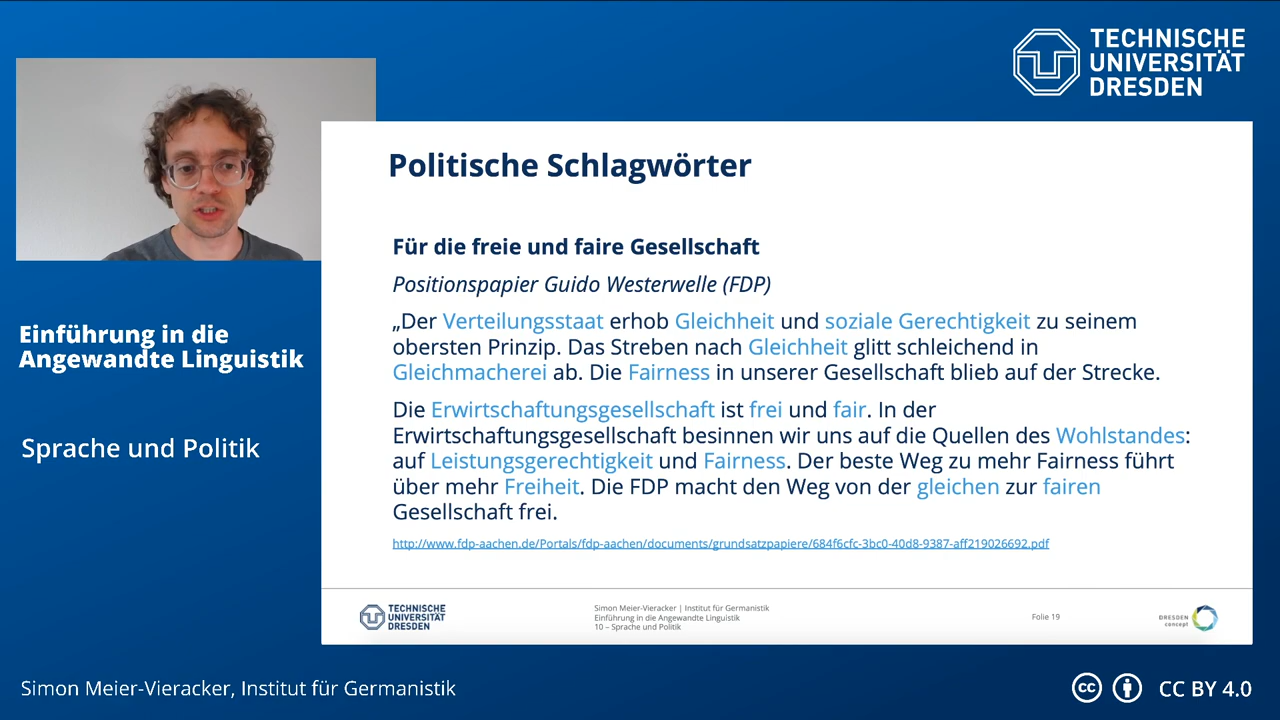 TECHNISCHE
UNIVERSITÄT
DRESDEN
Politische Schlagwörter
Für die freie und faire Gesellschaft
Positionspapier Guido Westerwelle (FDP)
„Der Verteilungsstaat erhob Gleichheit und soziale Gerechtigkeit zu seinem
obersten Prinzip. Das Streben nach Gleichheit glitt schleichend in
Gleichmacherei ab. Die Fairness in unserer Gesellschaft blieb auf der Strecke.
Die Erwirtschaftungsgesellschaft ist frei und fair. In der
Erwirtschaftungsgesellschaft besinnen wir uns auf die Quellen des Wohlstandes:
auf Leistungsgerechtigkeit und Fairness. Der beste Weg zu mehr Fairness führt
über mehr Freiheit. Die FDP macht den Weg von der gleichen zur fairen
Gesellschaft frei.
http://www.fdp-aachen.de/Portals/fdp-aachen/documents/grundsatzpapiere/684f6cfc-3bc0-40d8-9387-aff219026692.pdf
Einführung in die
Angewandte Linguistik
Sprache und Politik
TECHNISCHE
UNIVERSITÄT
DRESDEN
Simon Meier-Vieracker | Institut für Germanistik
Einführung in die Angewandte Linguistik
10 – Sprache und Politik
Folie 19
DRESDEN
concept
Simon Meier-Vieracker, Institut für Germanistik
cc
CC BY 4.0